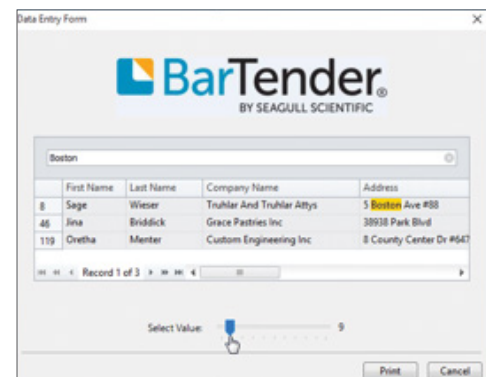 Data Entry Form
BarTender®
BY SEAGULL SCIENTIFIC
Boston
First Name Last Name Company Name Address
8 Sage Wieser Truhlar And Truhlar Attys 5 Boston Ave #88
46 Jina Briddick Grace Pastries Inc 38938 Park Blvd
119 Oretha Menter Custom Engineering Inc 8 County Center Dr #647
Record 1 of 3
Select Value: 9
Print Cancel